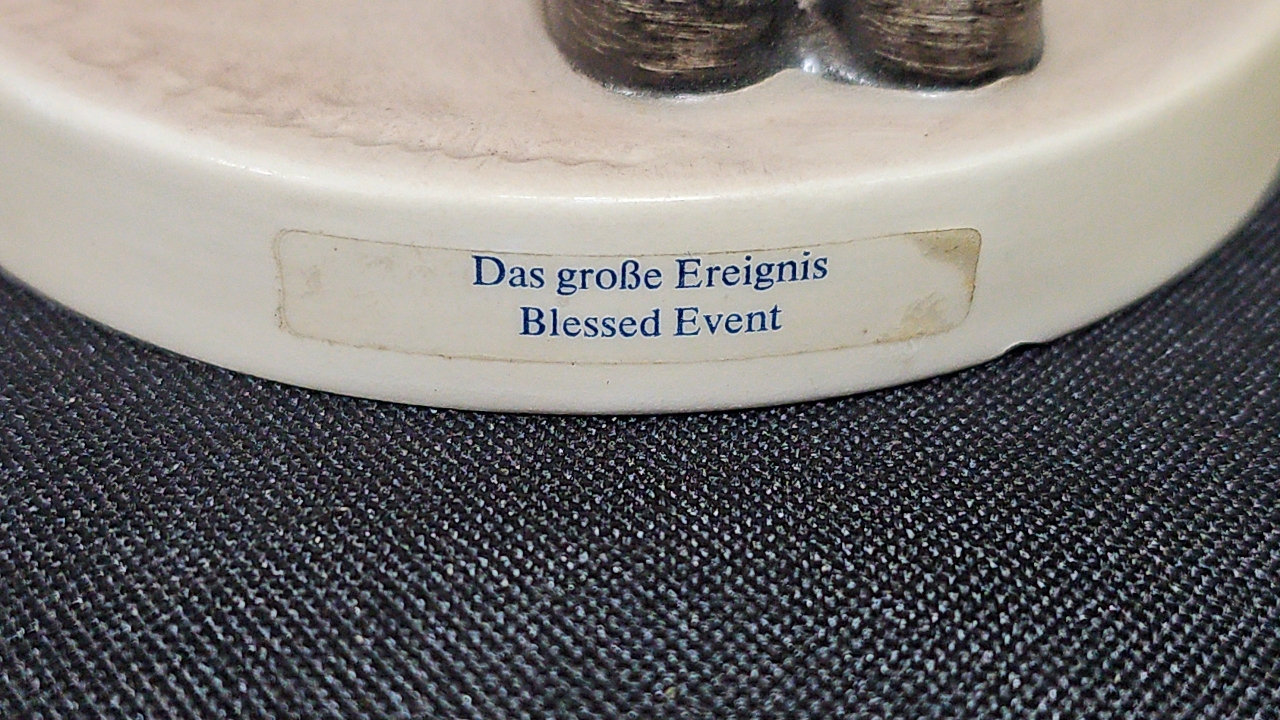 Das große Ereignis
Blessed Event